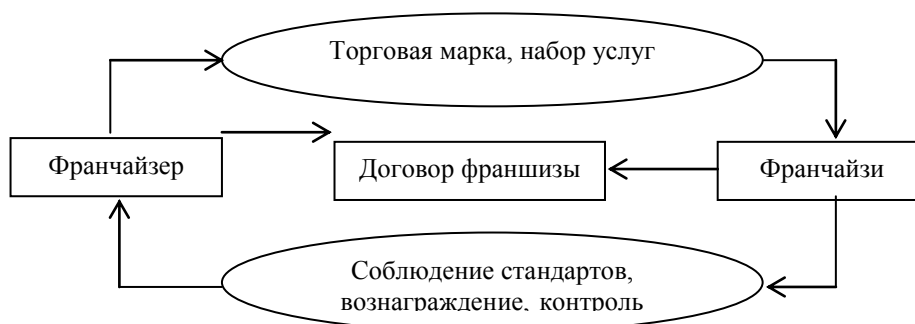 Торговая марка, набор услуг
Франчайзер
Договор франшизы
Франчайзи
Соблюдение стандартов,
вознаграждение, контроль